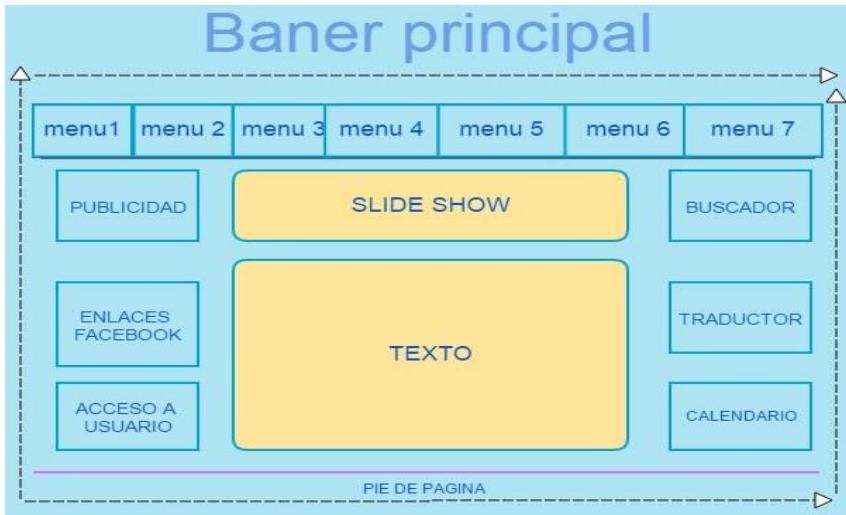 Baner principal
menu1 menu 2 menu 3 menu 4 menu 5 menu 6 menu 7
PUBLICIDAD
SLIDE SHOW
BUSCADOR
ENLACES
FACEBOOK
TEXTO
TRADUCTOR
ACCESO A
USUARIO
CALENDARIO
PIE DE PAGINA